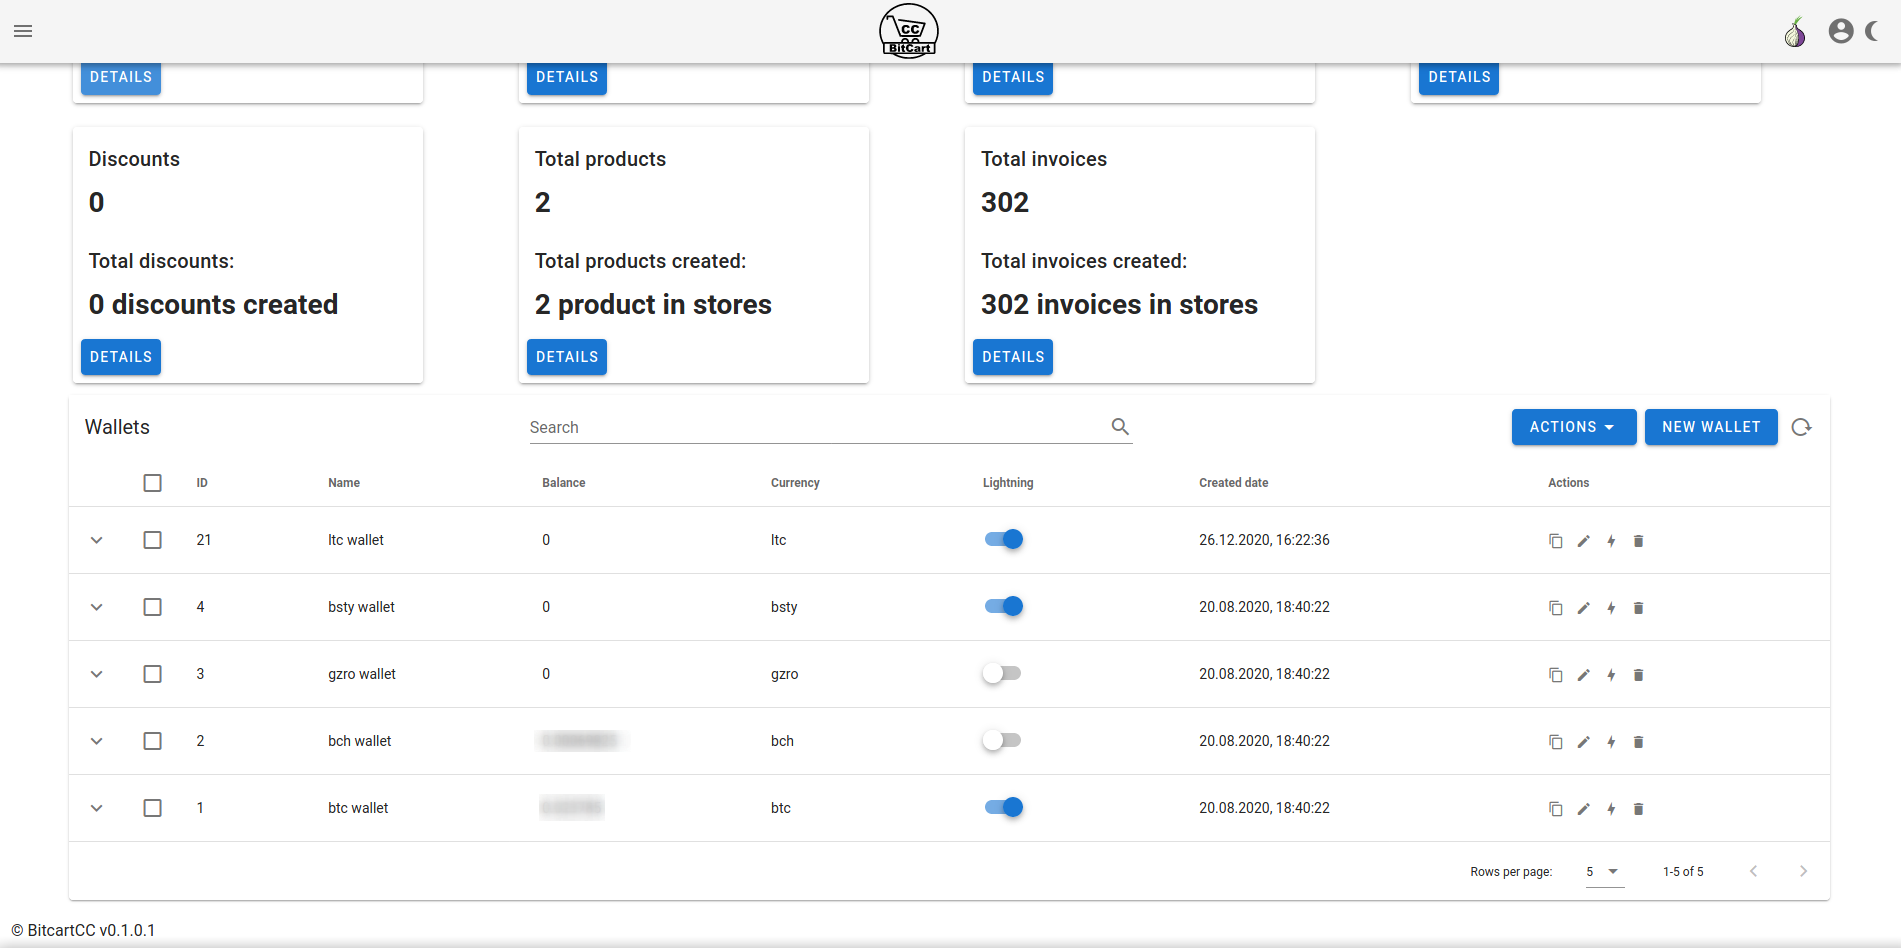 CC
BitCart
DETAILS DETAILS DETAILS DETAILS
Discounts
0
Total discounts:
0 discounts created
DETAILS
Total products
2
Total products created:
2 product in stores
DETAILS
Total invoices
302
Total invoices created:
302 invoices in stores
DETAILS
Wallets Search ACTIONS NEW WALLET
ID Name Balance Currency Lightning Created date Actions
21 ltc wallet 0 ltc 26.12.2020, 16:22:36
4 bsty wallet 0 bsty 20.08.2020, 18:40:22
3 gzro wallet 0 gzro 20.08.2020, 18:40:22
2 bch wallet bch 20.08.2020, 18:40:22
1 btc wallet btc 20.08.2020, 18:40:22
Rows per page: 5 1-5 of 5
© BitcartCC v0.1.0.1